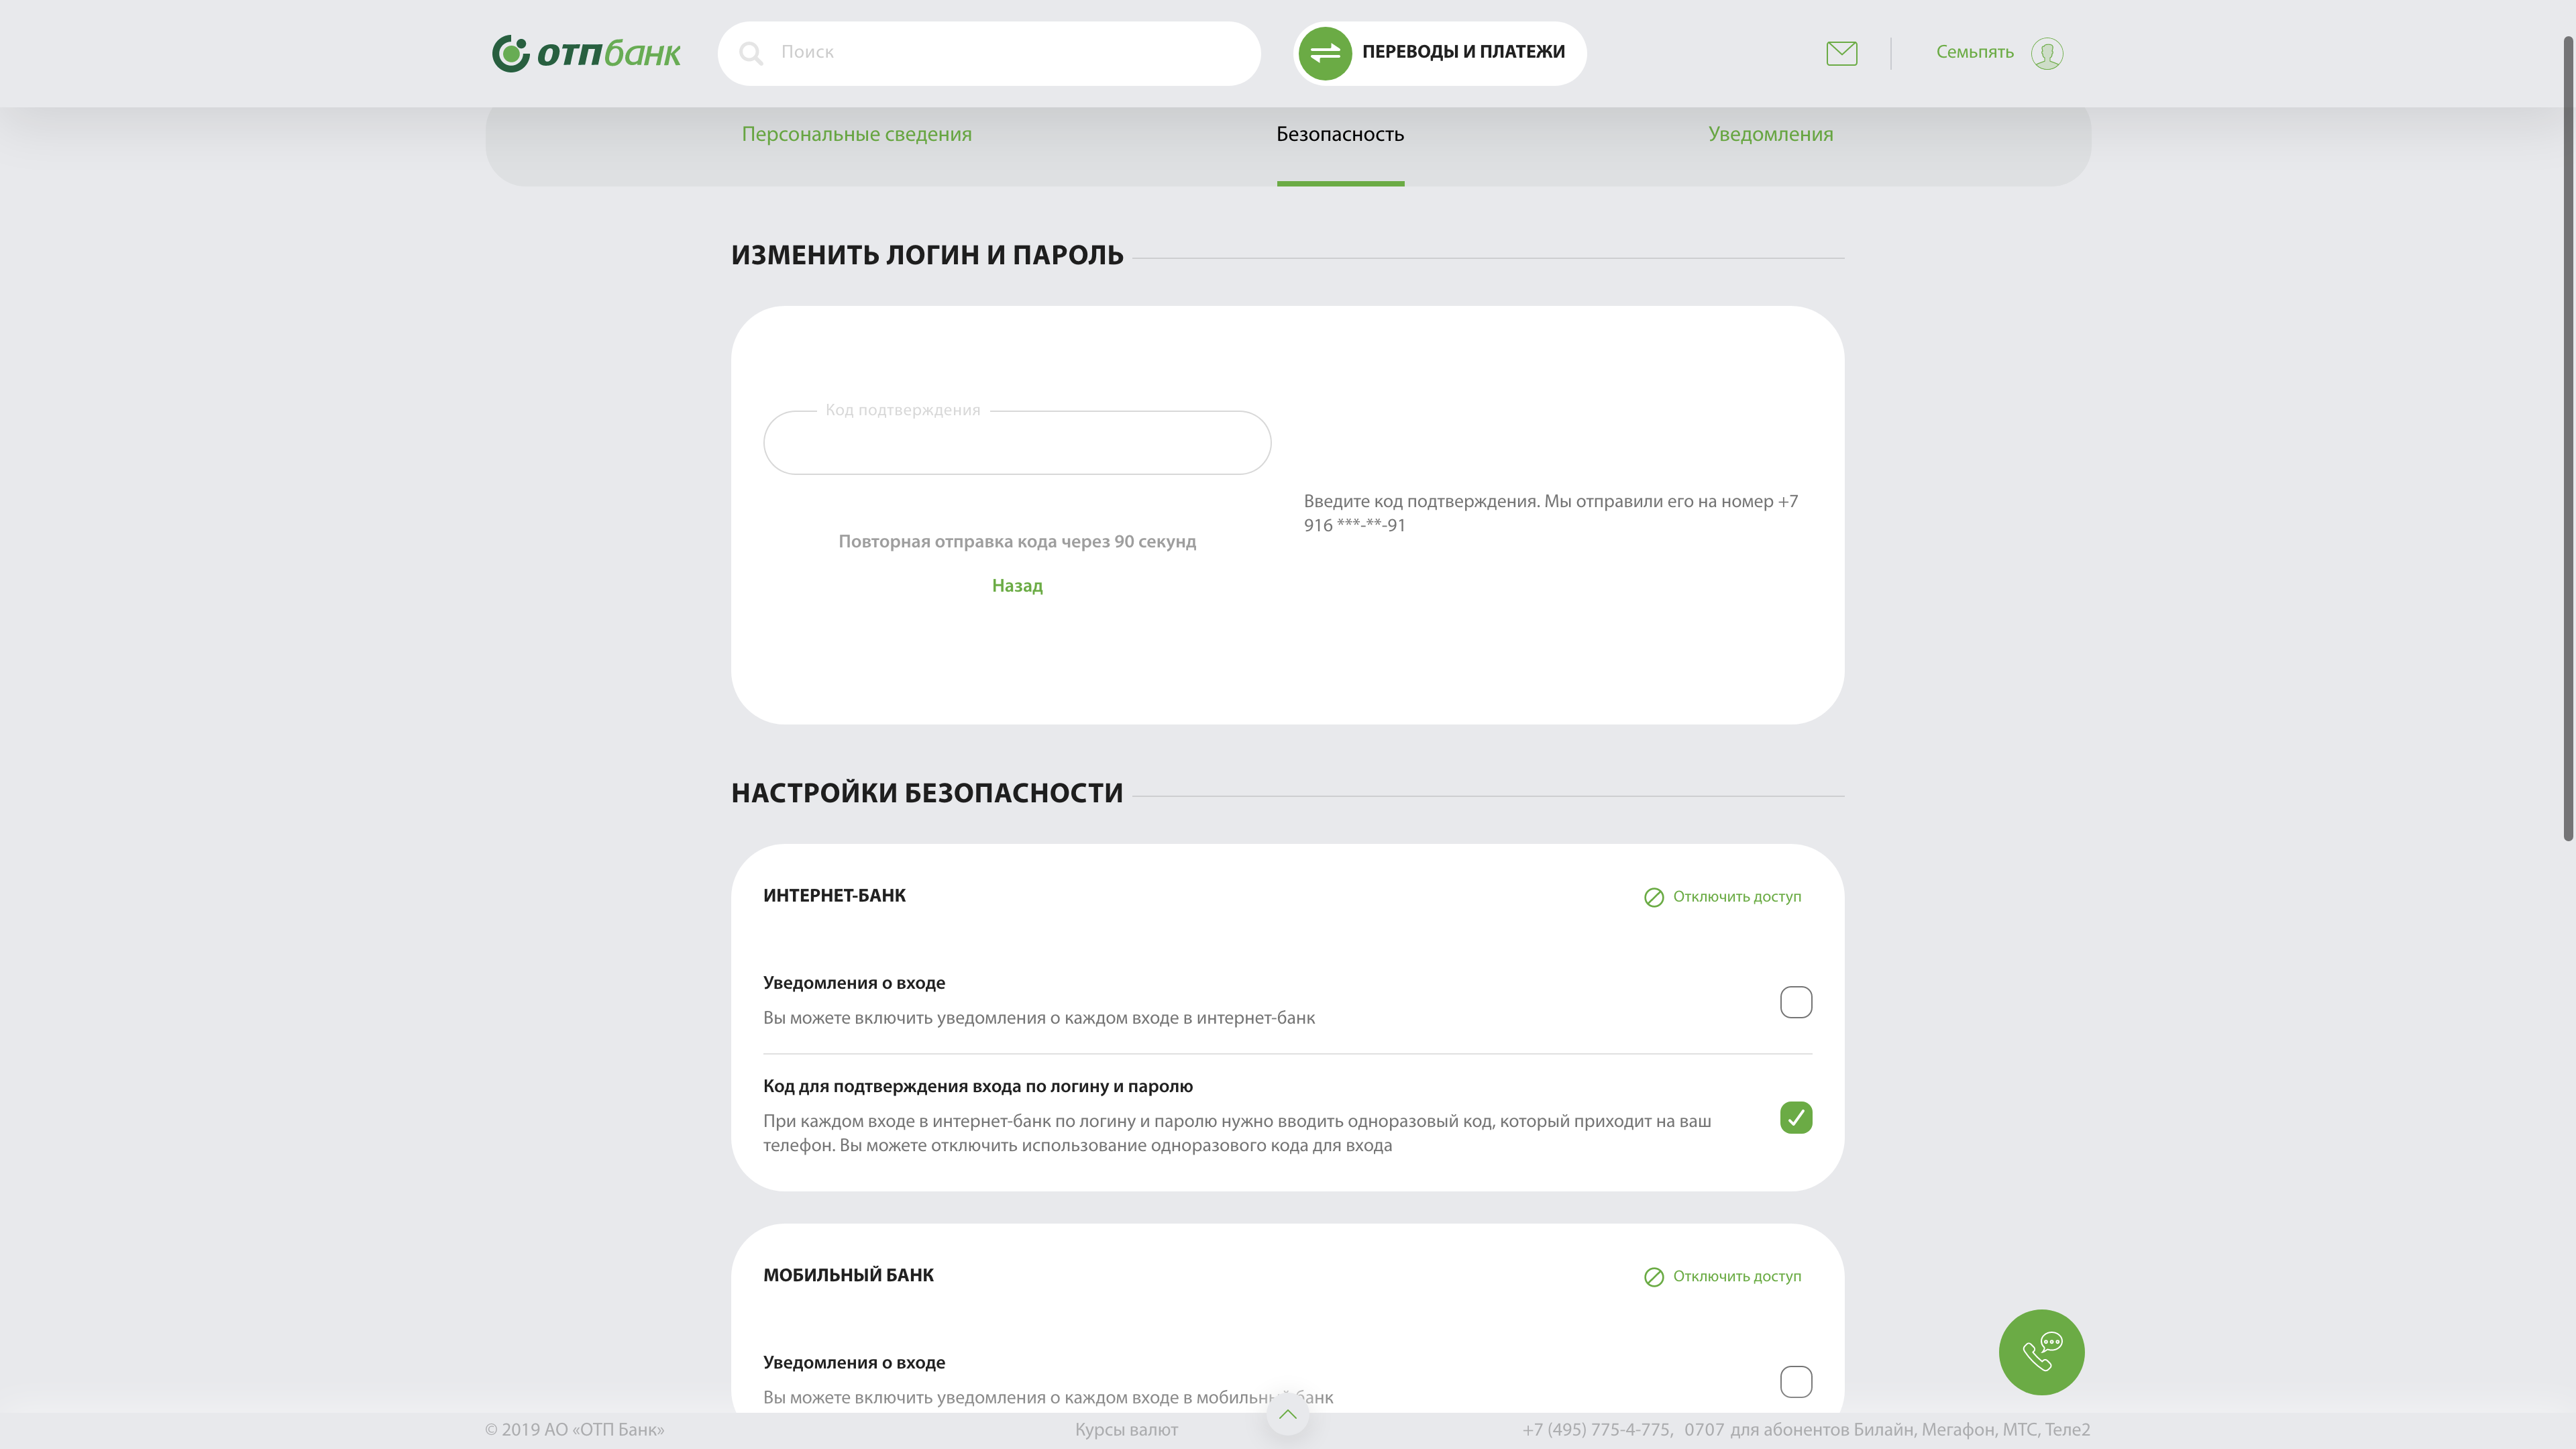 отпбанк
Поиск
ПЕРЕВОДЫ И ПЛАТЕЖИ
Семьпять
Персональные сведения
Безопасность
Уведомления
ИЗМЕНИТЬ ЛОГИН И ПАРОЛЬ
Код подтверждения
Введите код подтверждения. Мы отправили его на номер +7
916 ***-**-91
Повторная отправка кода через 90 секунд
Назад
НАСТРОЙКИ БЕЗОПАСНОСТИ
ИНТЕРНЕТ-БАНК
Отключить доступ
Уведомления о входе
Вы можете включить уведомления о каждом входе в интернет-банк
Код для подтверждения входа по логину и паролю
При каждом входе в интернет-банк по логину и паролю нужно вводить одноразовый код, который приходит на ваш
телефон. Вы можете отключить использование одноразового кода для входа
МОБИЛЬНЫЙ БАНК
Отключить доступ
Уведомления о входе
Вы можете включить уведомления о каждом входе в мобильный банк
© 2019 АО «ОТП Банк»
Курсы валют
+7 (495) 775-4-775, 0707 для абонентов Билайн, Мегафон, МТС, Теле2